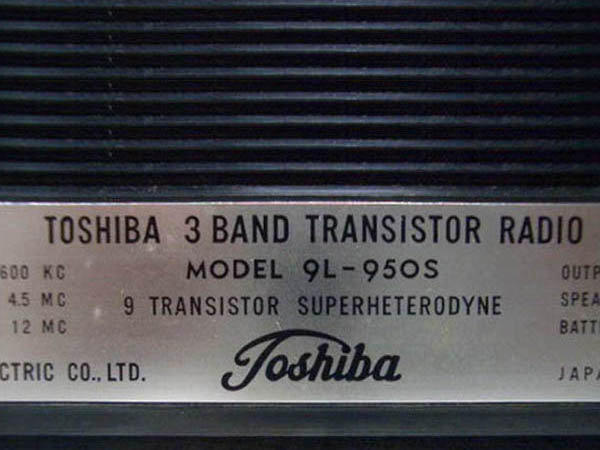 TOSHIBA 3 BAND TRANSISTOR RADIO
600 KC MODEL 9L-950S OUTP
4.5 MC 9 TRANSISTOR SUPERHETERODYNE SPEA
12 MC BATT
CTRIC CO., LTD. Toshiba JAPA